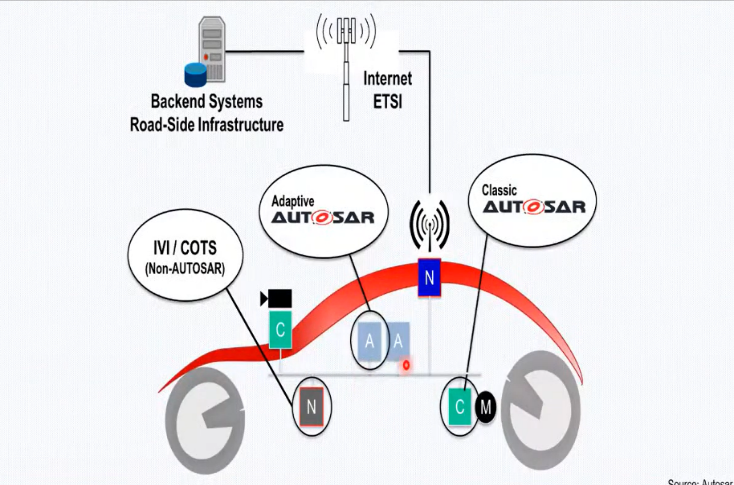 Backend Systems
Road-Side Infrastructure
Internet
ETSI
Adaptive
AUTOSAR
Classic
AUTOSAR
IVI / COTS
(Non-AUTOSAR)
N
C
A A
N
C M
Source: Autosar